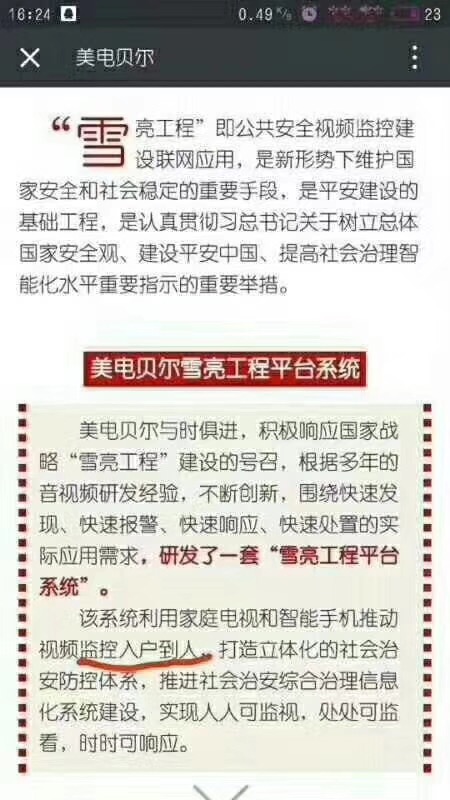 16:24 0.49 K/s 23
美电贝尔
“雪亮工程”即公共安全视频监控建
设联网应用，是新形势下维护国
家安全和社会稳定的重要手段，是平安建设的
基础工程，是认真贯彻习总书记关于树立总体
国家安全观、建设平安中国、提高社会治理智
能化水平重要指示的重要举措。
美电贝尔雪亮工程平台系统
美电贝尔与时俱进，积极响应国家战
略“雪亮工程”建设的号召，根据多年的
音视频研发经验，不断创新，围绕快速发
现、快速报警、快速响应、快速处置的实
际应用需求，研发了一套“雪亮工程平台
系统”。
该系统利用家庭电视和智能手机推动
视频监控入户到人，打造立体化的社会治
安防控体系，推进社会治安综合治理信息
化系统建设，实现人人可监视，处处可监
看，时时可响应。